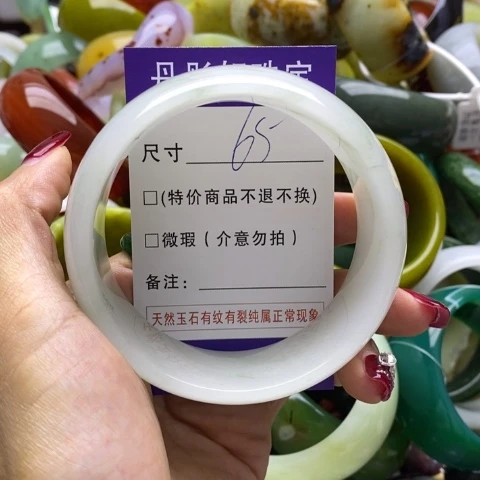 尺寸 65
□(特价商品不退不换)
□微瑕(介意勿拍)
备注:
天然玉石有纹有裂纯属正常现象